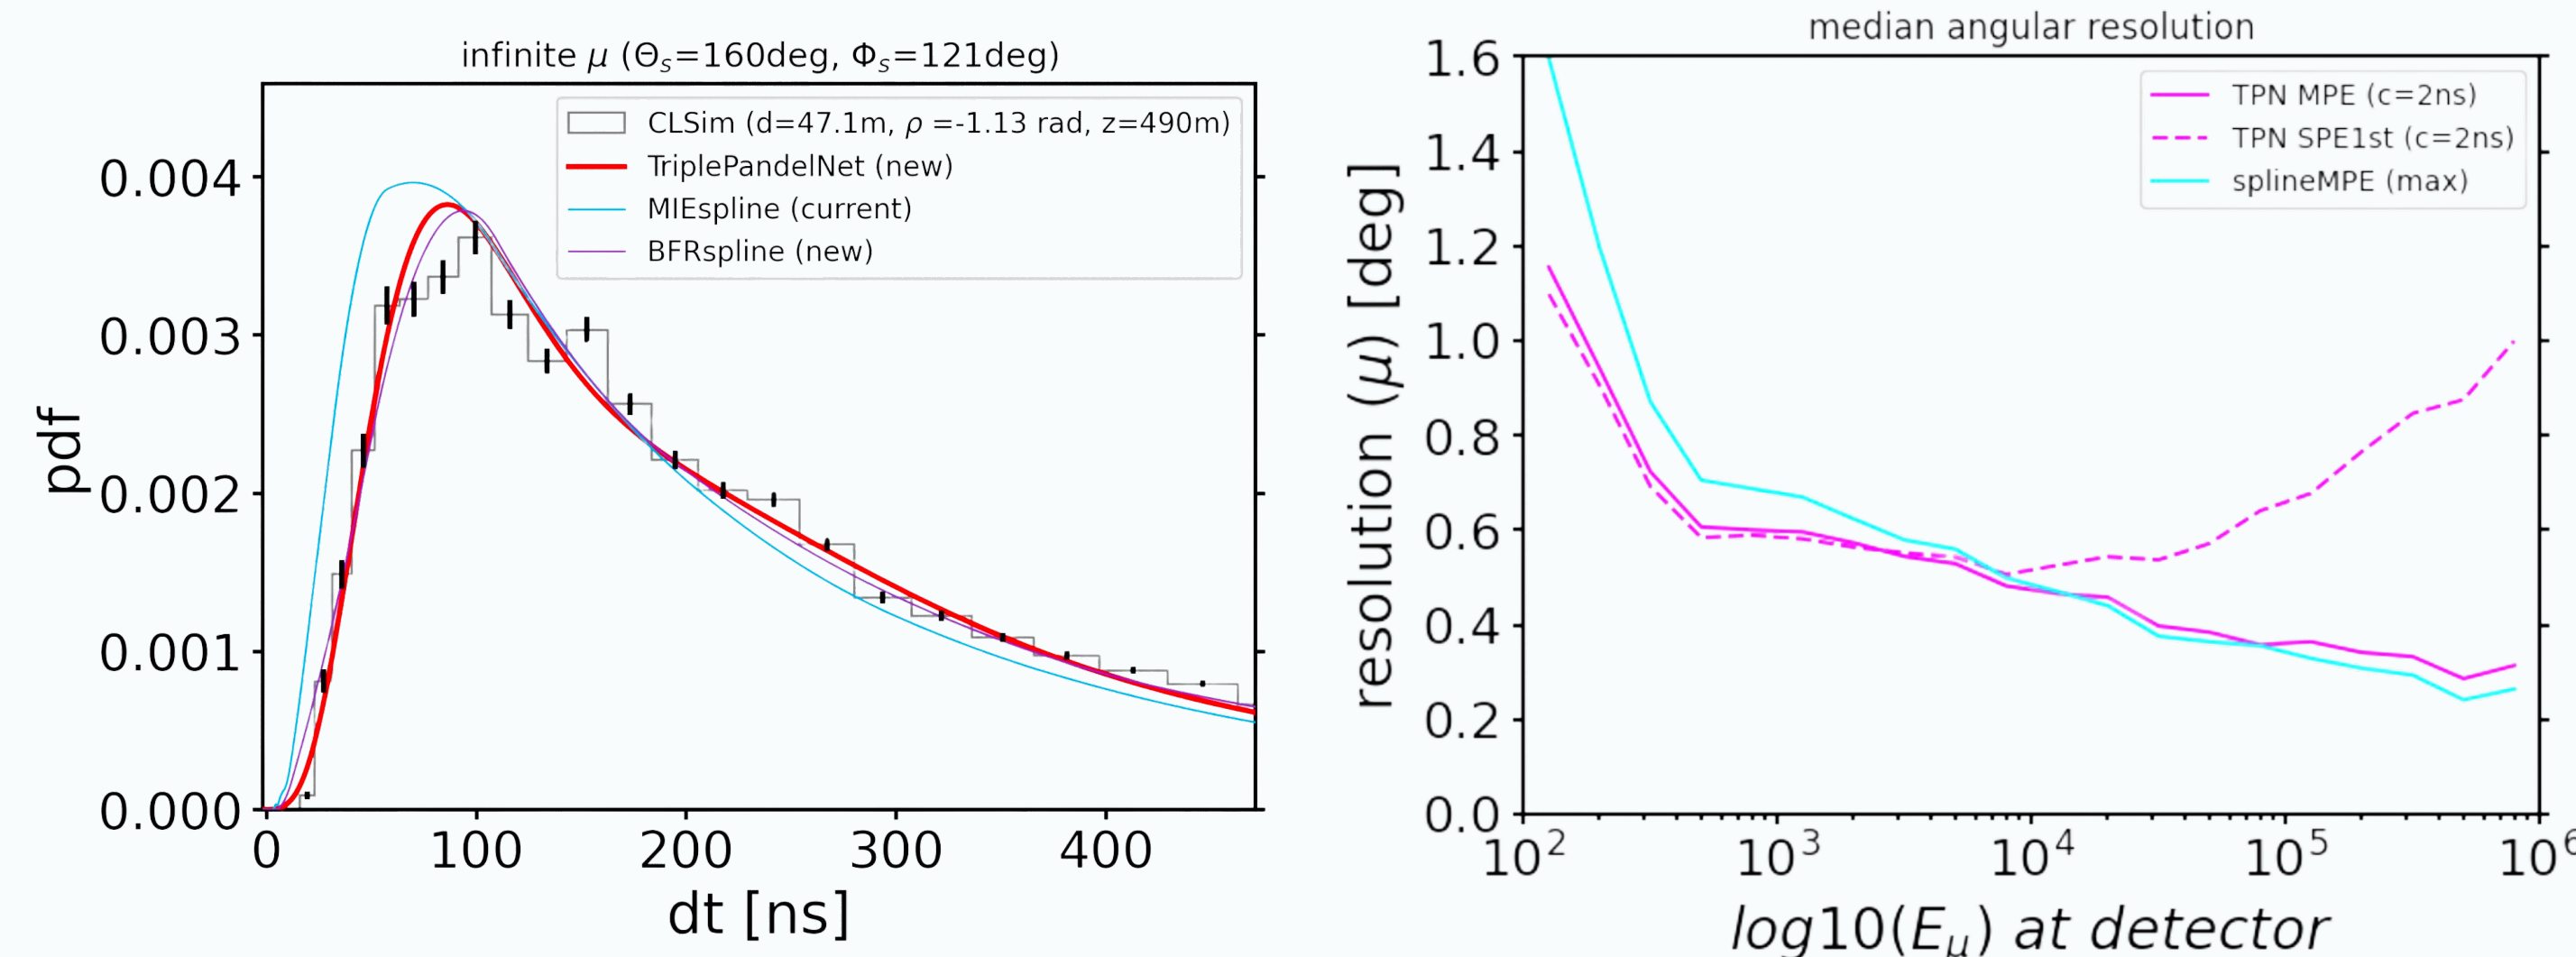 infinite μ (Θs=160deg, Φs=121deg)
CLSim (d=47.1m, ρ =-1.13 rad, z=490m)
TriplePandelNet (new)
MIEspline (current)
BFRspline (new)
pdf
0.004
0.003
0.002
0.001
0.000
0 100 200 300 400
dt [ns]
median angular resolution
TPN MPE (c=2ns)
TPN SPE1st (c=2ns)
splineMPE (max)
resolution (μ) [deg]
1.6
1.4
1.2
1.0
0.8
0.6
0.4
0.2
0.0
10² 10³ 10⁴ 10⁵ 10⁶
log10(Eμ) at detector